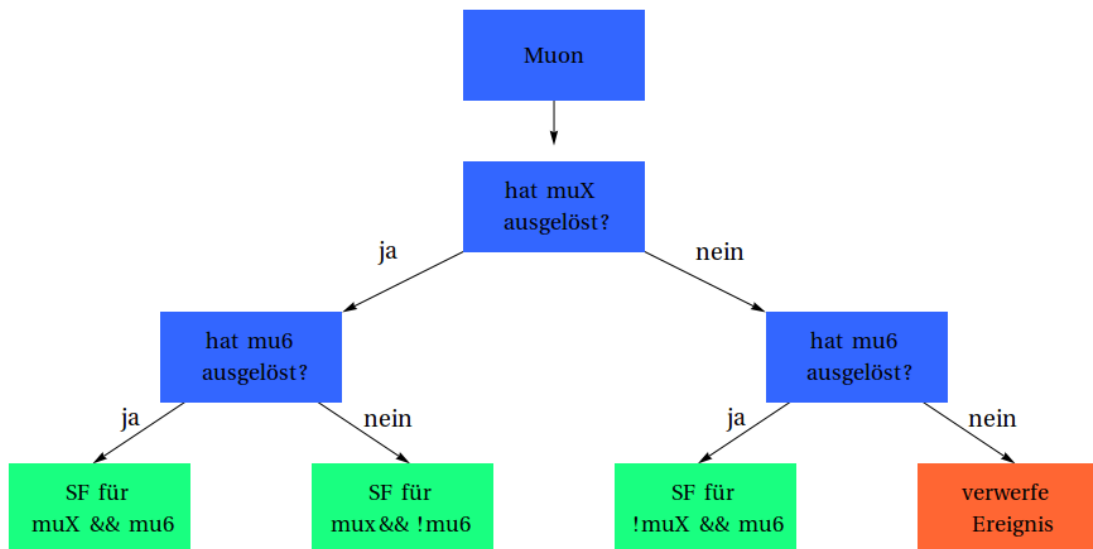 Muon
hat muX
ausgelöst?
ja
nein
hat mu6
ausgelöst?
hat mu6
ausgelöst?
ja
nein
ja
nein
SF für
muX && mu6
SF für
mux&& !mu6
SF für
!muX && mu6
verwerfe
Ereignis